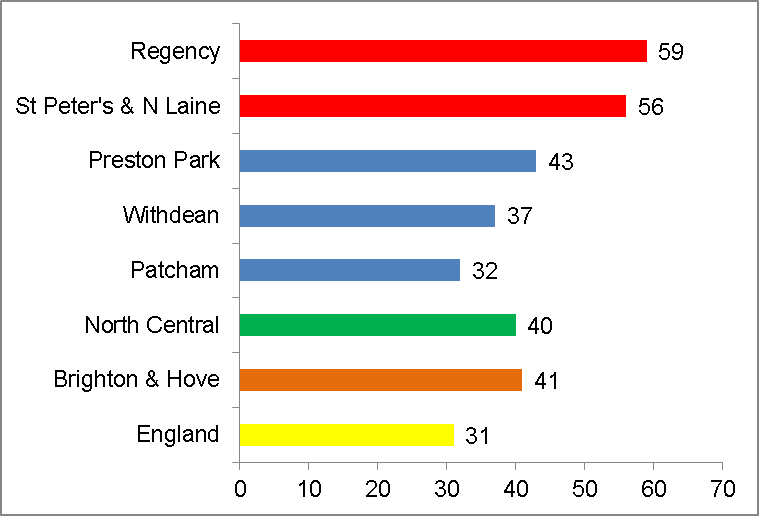 Regency 59
St Peter's & N Laine 56
Preston Park 43
Withdean 37
Patcham 32
North Central 40
Brighton & Hove 41
England 31
0 10 20 30 40 50 60 70